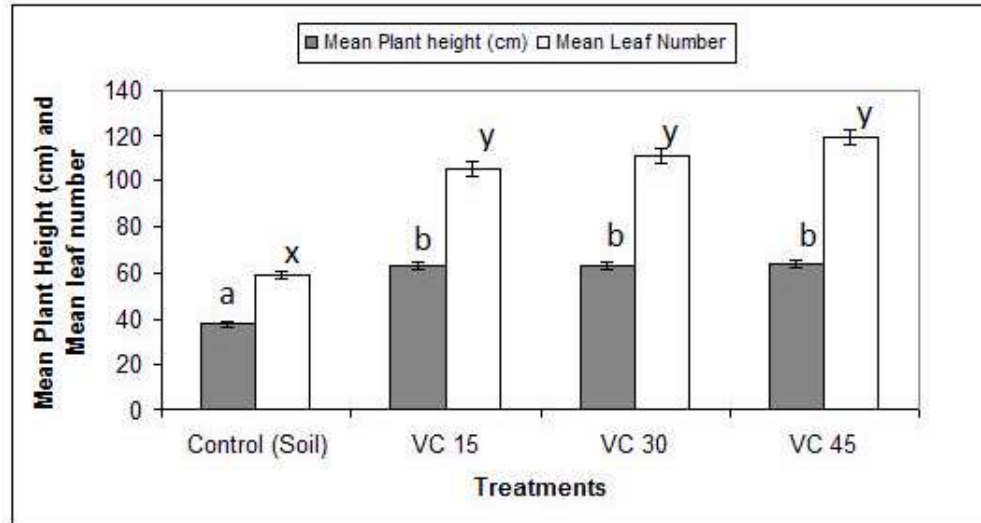 Mean Plant height (cm) Mean Leaf Number
Mean Plant Height (cm) and
Mean leaf number
140
120
100
80
60
40
20
0
a
x
b
y
b
y
b
y
Control (Soil) VC 15 VC 30 VC 45
Treatments